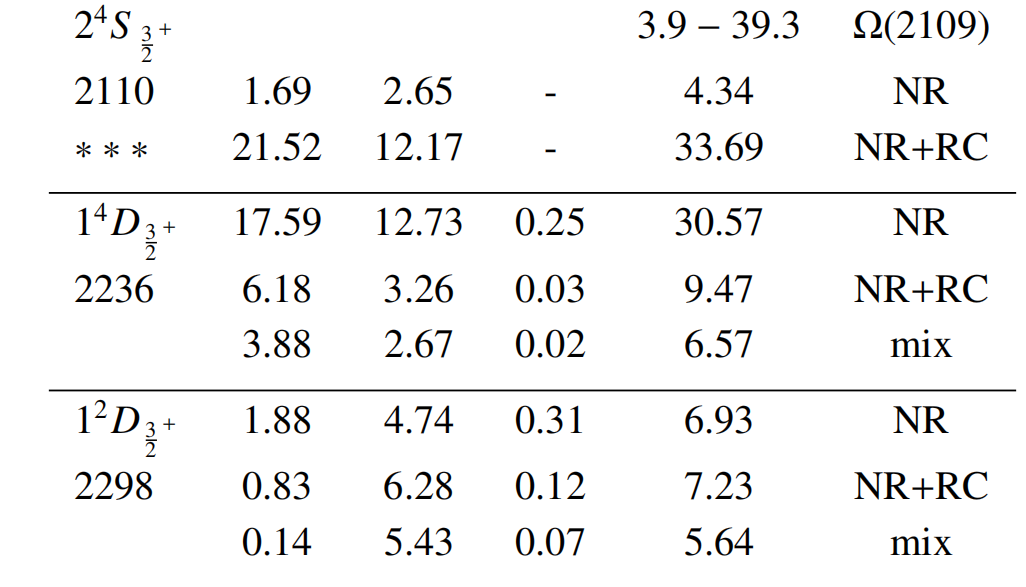 2⁴S 3/2⁺ 3.9 − 39.3 Ω(2109)
2110 1.69 2.65 - 4.34 NR
∗ ∗ ∗ 21.52 12.17 - 33.69 NR+RC
1⁴D 3/2⁺ 17.59 12.73 0.25 30.57 NR
2236 6.18 3.26 0.03 9.47 NR+RC
3.88 2.67 0.02 6.57 mix
1²D 3/2⁺ 1.88 4.74 0.31 6.93 NR
2298 0.83 6.28 0.12 7.23 NR+RC
0.14 5.43 0.07 5.64 mix